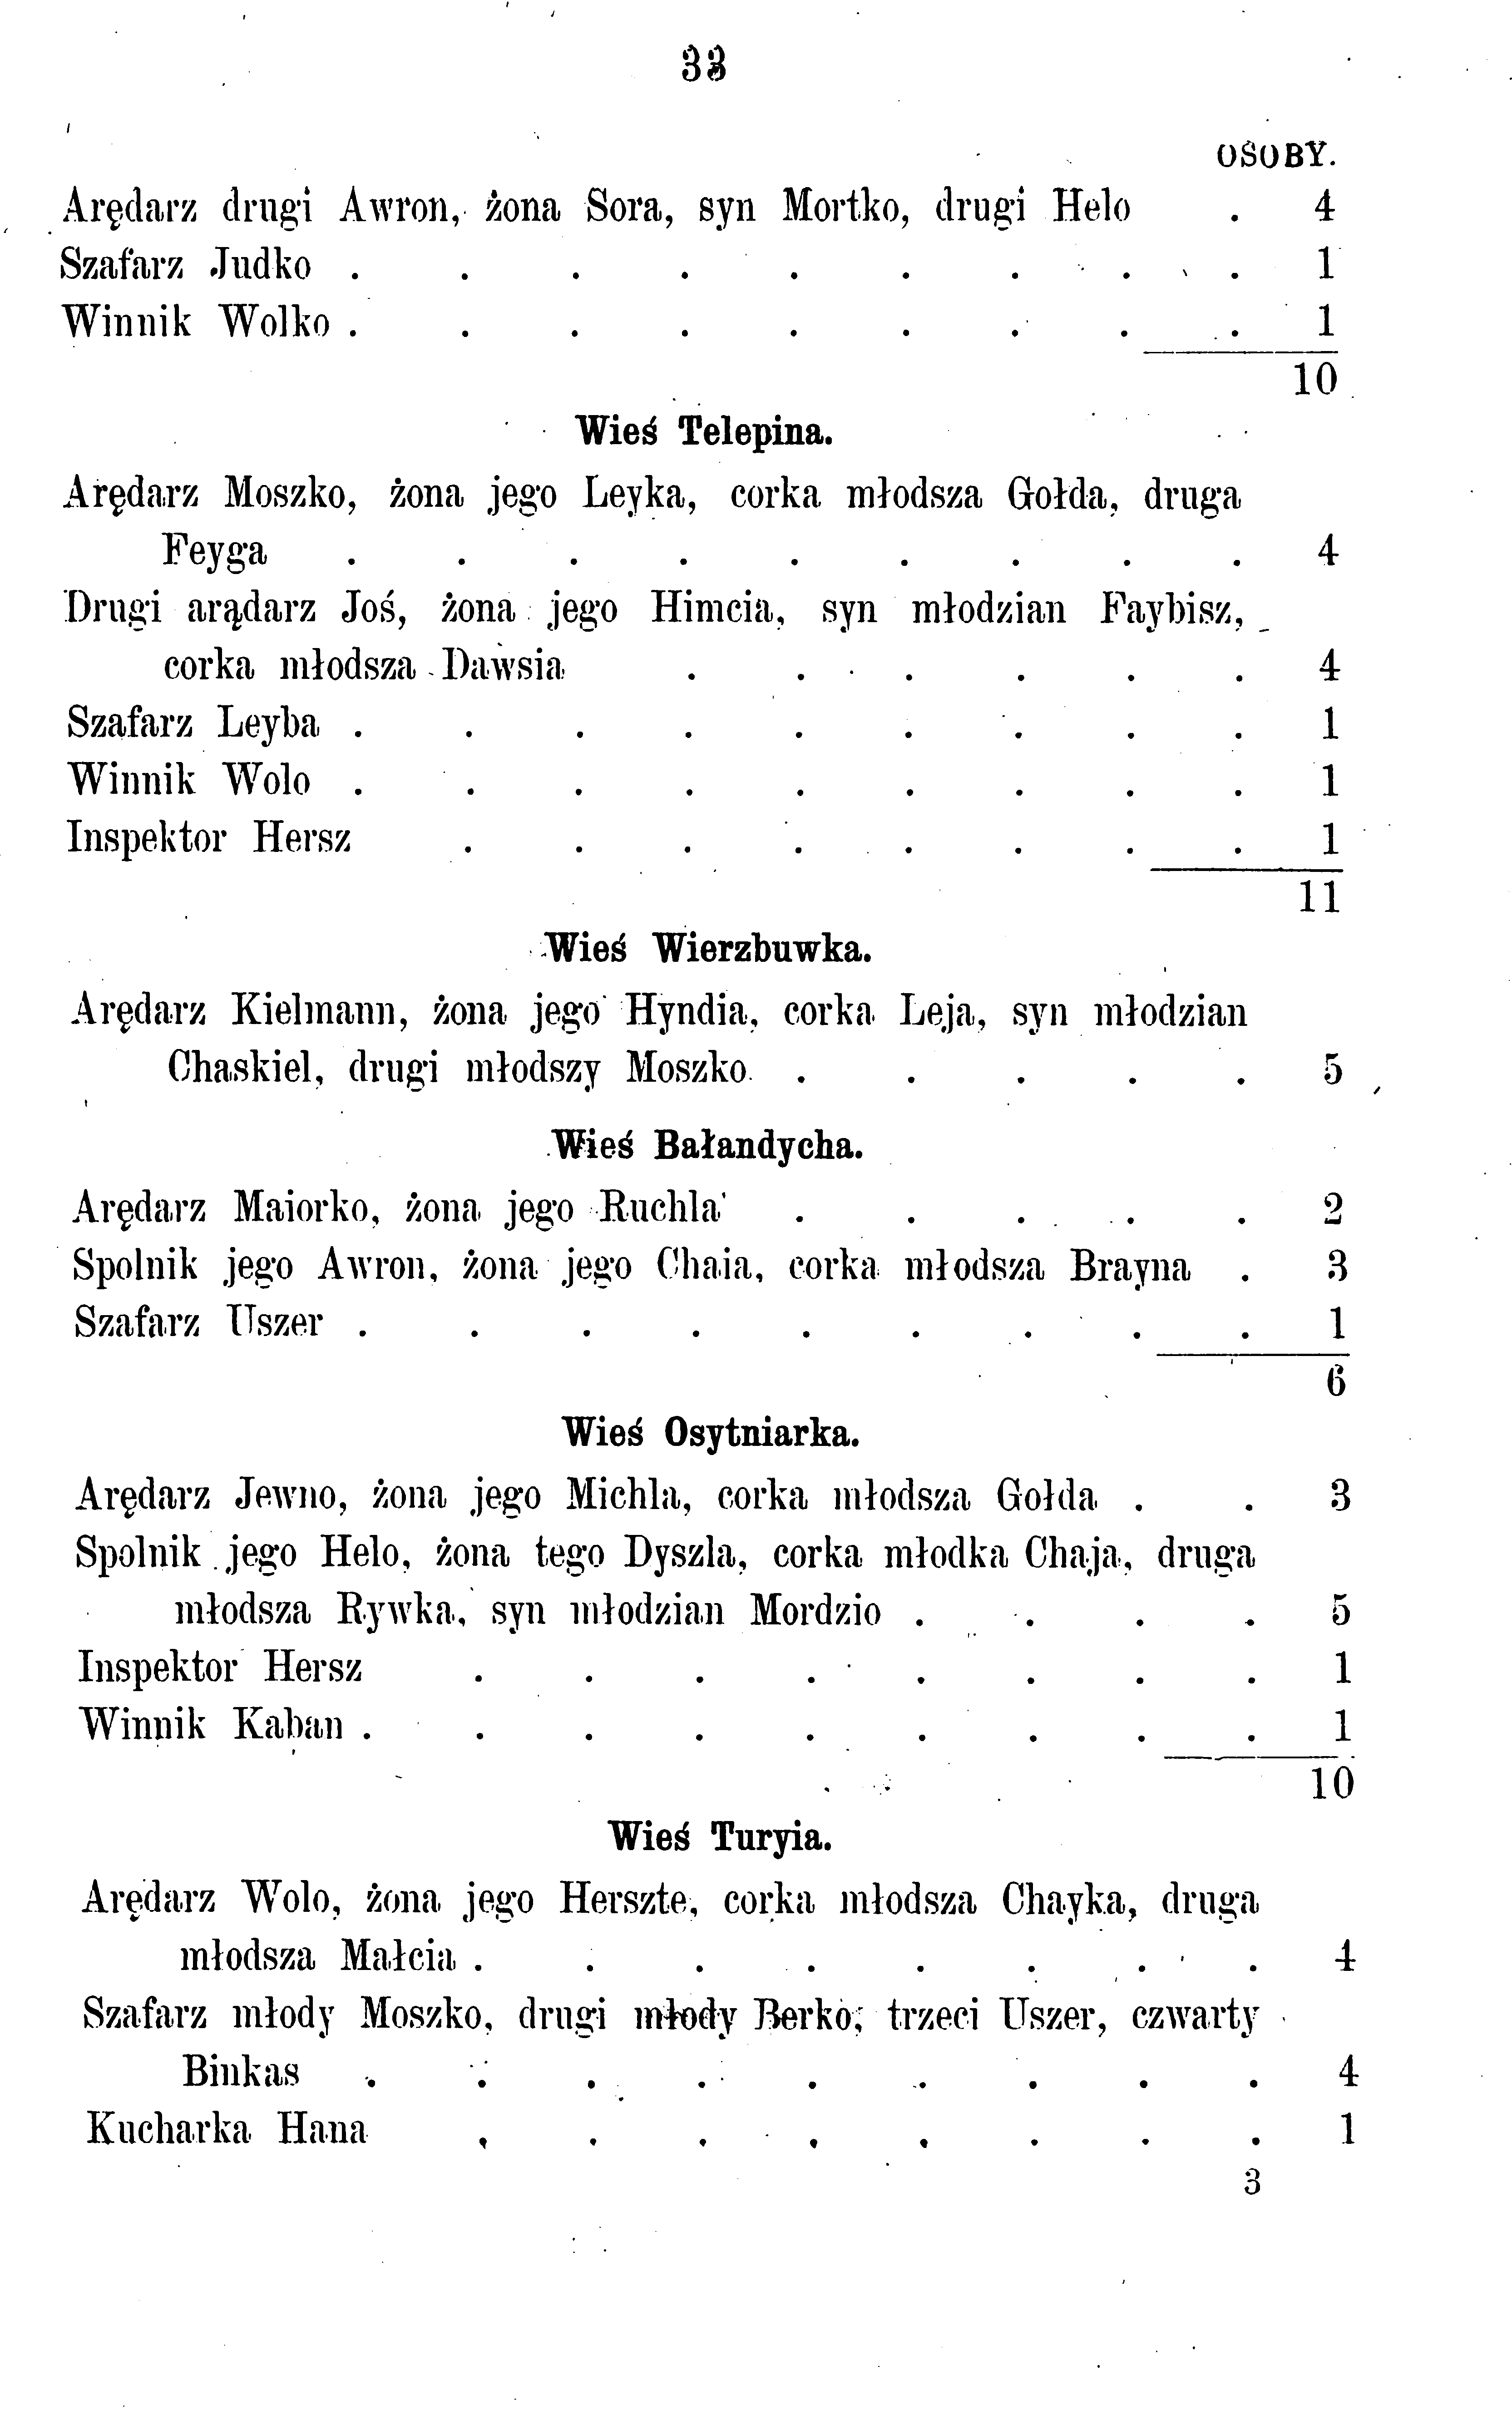 33
OSOBY.
Arędarz drugi Awron, żona Sora, syn Mortko, drugi Helo . 4
Szafarz Judko . . . . . . . . . 1
Winnik Wolko . . . . . . . . . 1
10
Wieś Telepina.
Arędarz Moszko, żona jego Leyka, corka młodsza Gołda, druga
Feyga . . . . . . . . . 4
Drugi arądarz Joś, żona jego Himcia, syn młodzian Faybisz,
corka młodsza Dawsia . . . . . . 4
Szafarz Leyba . . . . . . . . . 1
Winnik Wolo . . . . . . . . . 1
Inspektor Hersz . . . . . . . . 1
11
Wieś Wierzbuwka.
Arędarz Kielmann, żona jego Hyndia, corka Leja, syn młodzian
Chaskiel, drugi młodszy Moszko . . . . . 5
Wieś Bałandycha.
Arędarz Maiorko, żona jego Ruchla . . . . . 2
Spolnik jego Awron, żona jego Chaia, corka młodsza Brayna . 3
Szafarz Uszer . . . . . . . . . 1
6
Wieś Osytniarka.
Arędarz Jewno, żona jego Michla, corka młodsza Gołda . . 3
Spolnik jego Helo, żona tego Dyszla, corka młodka Chaja, druga
młodsza Rywka, syn młodzian Mordzio . . . . 5
Inspektor Hersz . . . . . . . . 1
Winnik Kaban . . . . . . . . . 1
10
Wieś Turyia.
Arędarz Wolo, żona jego Herszte, corka młodsza Chayka, druga
młodsza Małcia . . . . . . . . 4
Szafarz młody Moszko, drugi młody Berko, trzeci Uszer, czwarty
Binkas . . . . . . . . . 4
Kucharka Hana . . . . . . . . 1
3